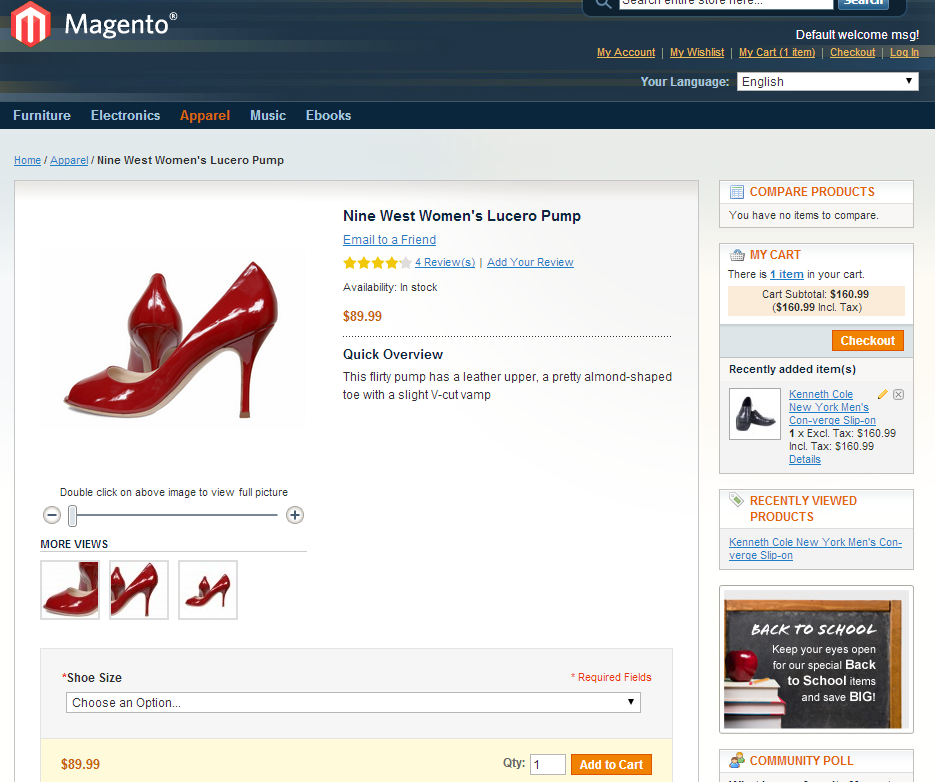 Magento®
Search entire store here...
Search
Default welcome msg!
My Account | My Wishlist | My Cart (1 item) | Checkout | Log In
Your Language: English
Furniture Electronics Apparel Music Ebooks
Home / Apparel / Nine West Women's Lucero Pump
Nine West Women's Lucero Pump
Email to a Friend
4 Review(s) | Add Your Review
Availability: In stock
$89.99
Quick Overview
This flirty pump has a leather upper, a pretty almond-shaped
toe with a slight V-cut vamp
Double click on above image to view full picture
MORE VIEWS
*Shoe Size
* Required Fields
Choose an Option...
$89.99
Qty: 1 Add to Cart
COMPARE PRODUCTS
You have no items to compare.
MY CART
There is 1 item in your cart.
Cart Subtotal: $160.99
($160.99 Incl. Tax)
Checkout
Recently added item(s)
Kenneth Cole
New York Men's
Con-verge Slip-on
1 x Excl. Tax: $160.99
Incl. Tax: $160.99
Details
RECENTLY VIEWED
PRODUCTS
Kenneth Cole New York Men's Con-
verge Slip-on
BACK TO SCHOOL
Keep your eyes open
for our special Back
to School items
and save BIG!
COMMUNITY POLL